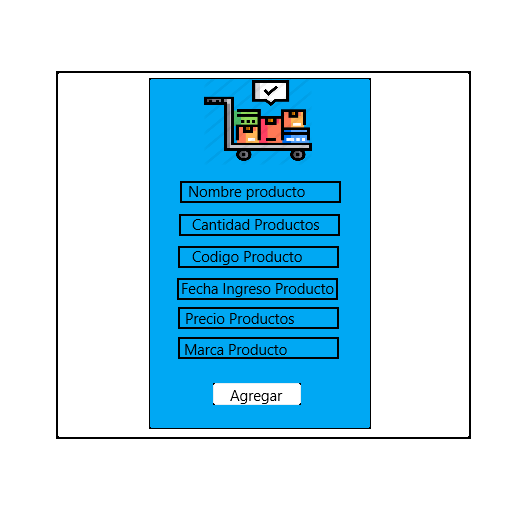 Nombre producto
Cantidad Productos
Codigo Producto
Fecha Ingreso Producto
Precio Productos
Marca Producto
Agregar